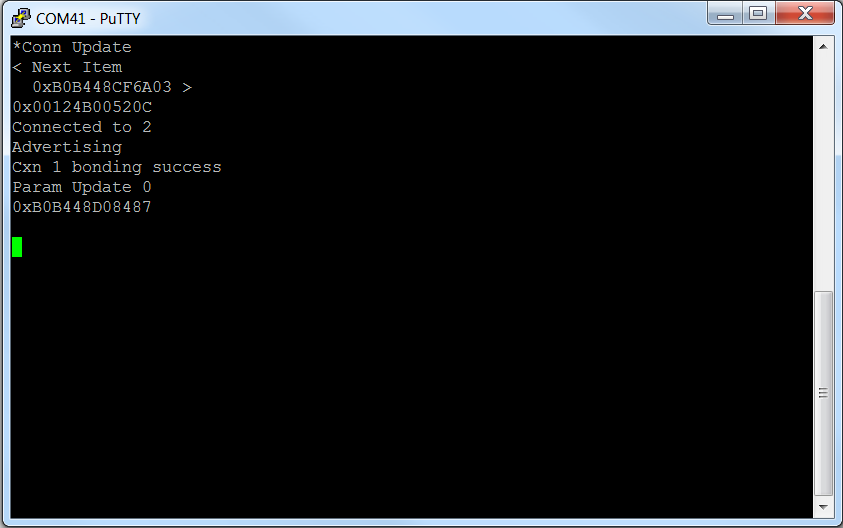 COM41 - PuTTY
*Conn Update
< Next Item
  0xB0B448CF6A03 >
0x00124B00520C
Connected to 2
Advertising
Cxn 1 bonding success
Param Update 0
0xB0B448D08487